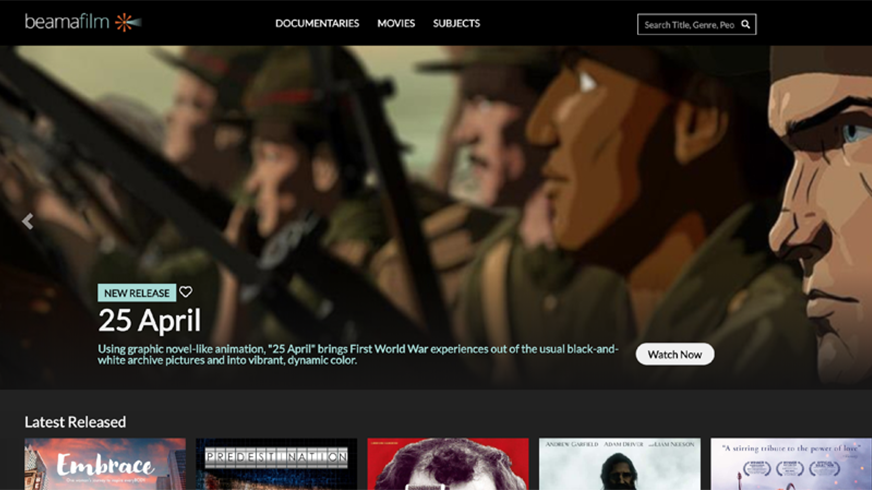 beamafilm
DOCUMENTARIES MOVIES SUBJECTS
Search Title, Genre, Peo
NEW RELEASE
25 April
Using graphic novel-like animation, "25 April" brings First World War experiences out of the usual black-and-
white archive pictures and into vibrant, dynamic color.
Watch Now
Latest Released
Embrace
PREDESTINATION
ANDREW GARFIELD ADAM DRIVER LIAM NEESON
"A stirring tribute to the power of love"